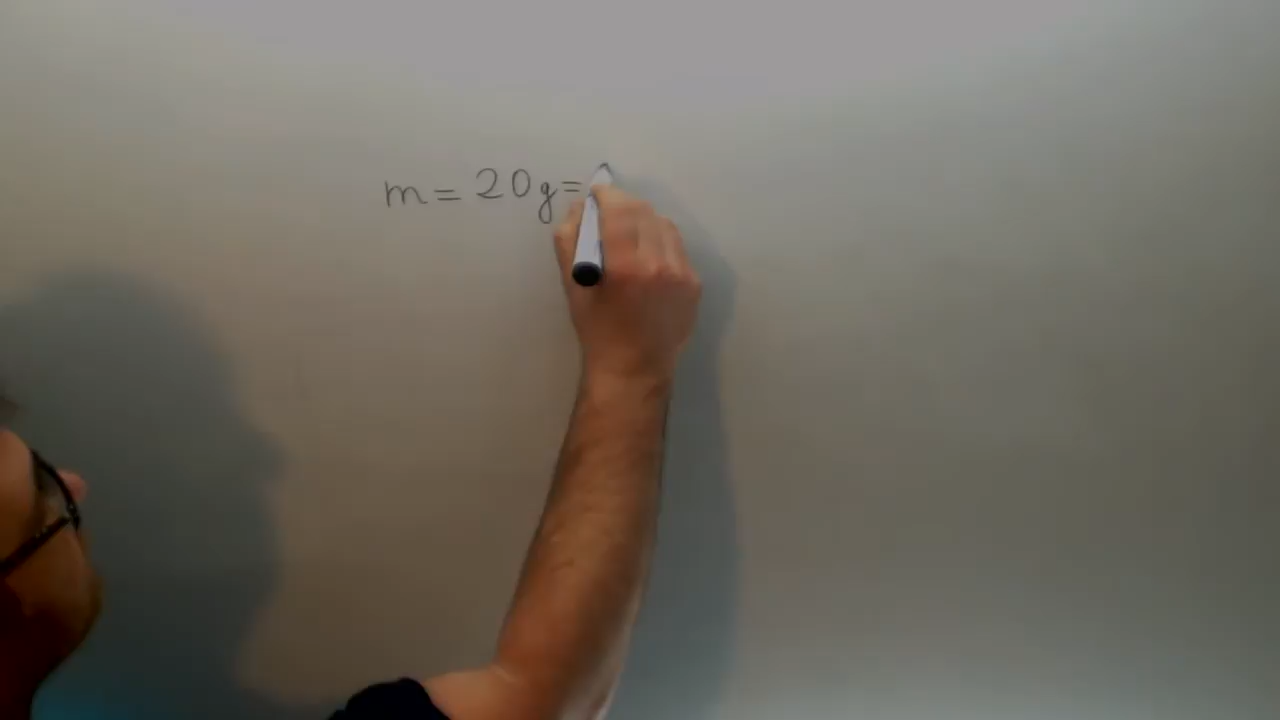 m = 20g =